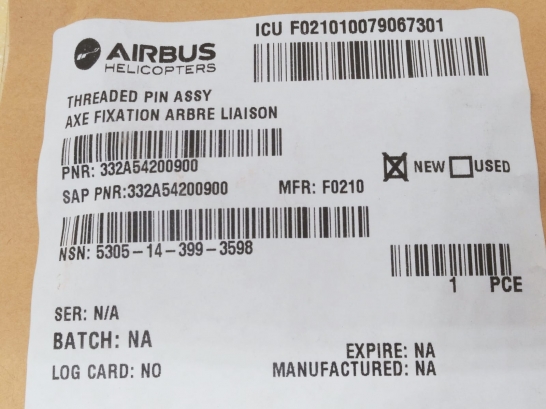 ICU F021010079067301
AIRBUS
HELICOPTERS
THREADED PIN ASSY
AXE FIXATION ARBRE LIAISON
PNR: 332A54200900
NEW USED
SAP PNR:332A54200900 MFR: F0210
NSN: 5305-14-399-3598
1 PCE
SER: N/A
BATCH: NA
EXPIRE: NA
LOG CARD: NO
MANUFACTURED: NA